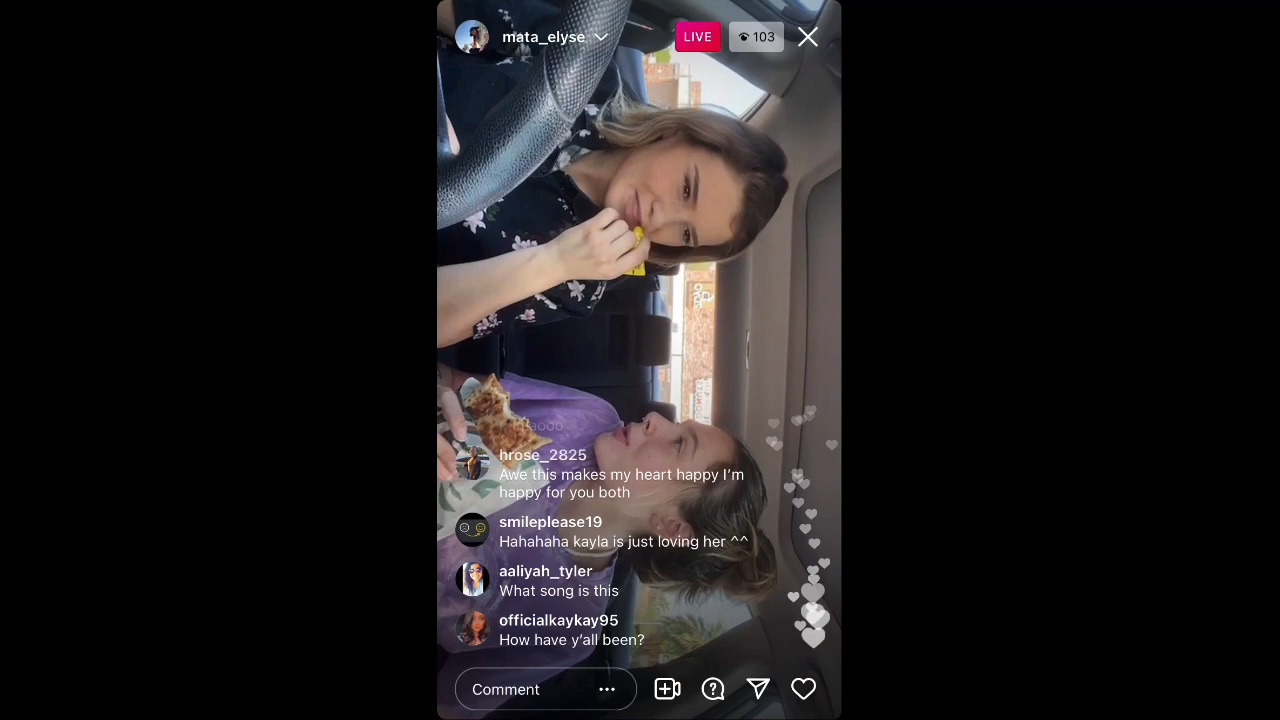 mata_elyse
LIVE
103
hrose_2825
Awe this makes my heart happy I’m
happy for you both
smileplease19
Hahahaha kayla is just loving her ^^
aaliyah_tyler
What song is this
officialkaykay95
How have y’all been?
Comment